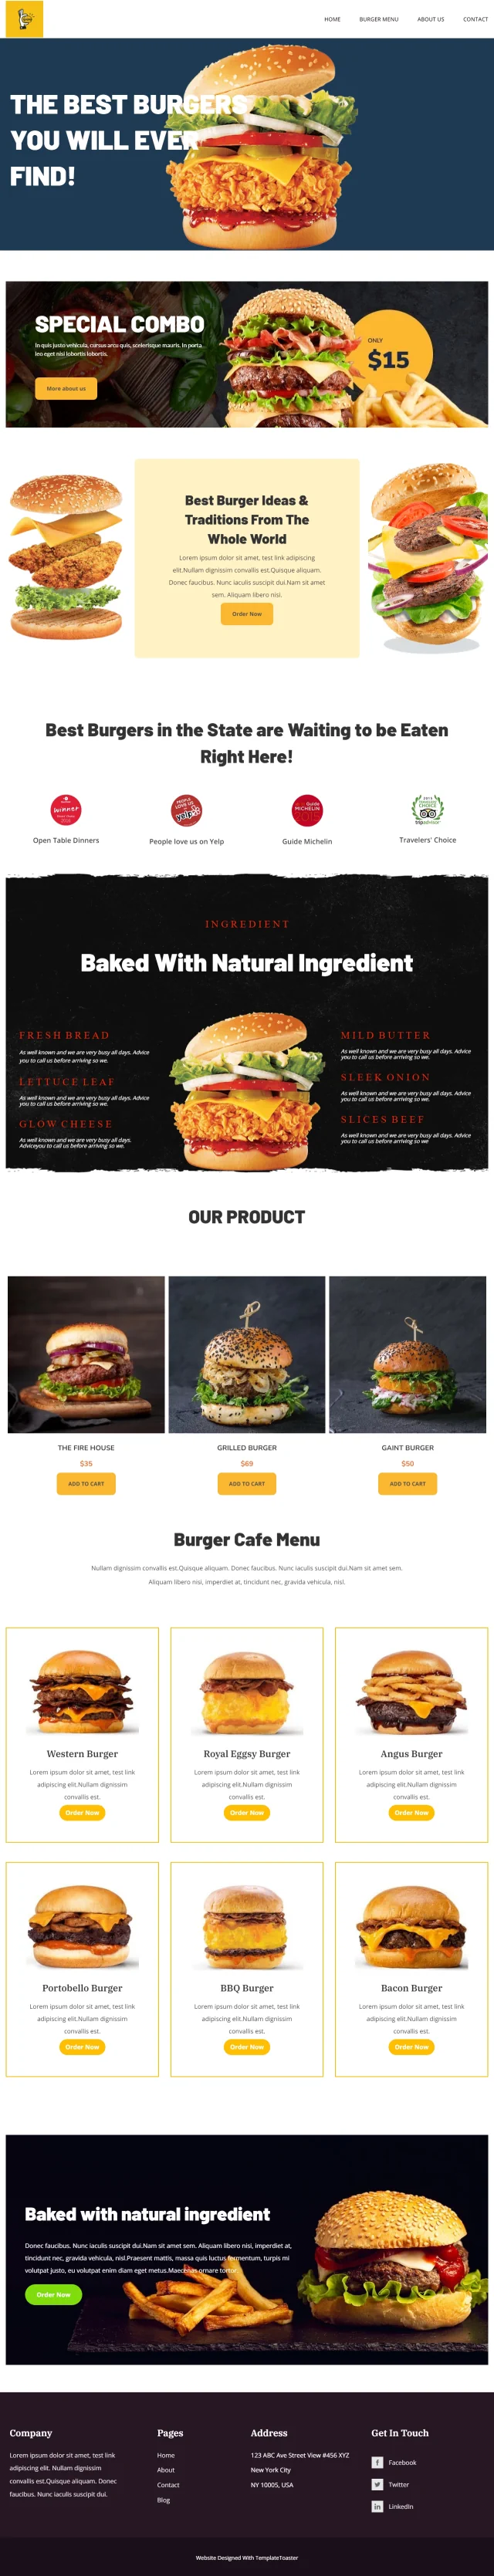 HOME BURGER MENU ABOUT US CONTACT
THE BEST BURGERS
YOU WILL EVER
FIND!
SPECIAL COMBO
In quis justo vehicula, cursus arcu quis, scelerisque mauris. In porta
leo eget nisi lobortis lobortis.
More about us
ONLY
$15
Best Burger Ideas &
Traditions From The
Whole World
Lorem ipsum dolor sit amet, test link adipiscing
elit.Nullam dignissim convallis est.Quisque aliquam.
Donec faucibus. Nunc iaculis suscipit dui.Nam sit amet
sem. Aliquam libero nisi.
Order Now
Best Burgers in the State are Waiting to be Eaten
Right Here!
winner
Open Table Dinners
PEOPLE LOVE US ON yelp
People love us on Yelp
Guide
MICHELIN
2015
Guide Michelin
CHOICE
tripadvisor
Travelers' Choice
INGREDIENT
Baked With Natural Ingredient
FRESH BREAD
As well known and we are very busy all days. Advice
you to call us before arriving so we.
LETTUCE LEAF
As well known and we are very busy all days. Advice
you to call us before arriving so we.
GLOW CHEESE
As well known and we are very busy all days.
Adviceyou to call us before arriving so we.
MILD BUTTER
As well known and we are very busy all days. Advice
you to call us before arriving so we.
SLEEK ONION
As well known and we are very busy all days. Advice
you to call us before arriving so we.
SLICES BEEF
As well known and we are very busy all days. Advice
you to call us before arriving so we
OUR PRODUCT
THE FIRE HOUSE
$35
ADD TO CART
GRILLED BURGER
$69
ADD TO CART
GAINT BURGER
$50
ADD TO CART
Burger Cafe Menu
Nullam dignissim convallis est.Quisque aliquam. Donec faucibus. Nunc iaculis suscipit dui.Nam sit amet sem.
Aliquam libero nisi, imperdiet at, tincidunt nec, gravida vehicula, nisl.
Western Burger
Lorem ipsum dolor sit amet, test link
adipiscing elit.Nullam dignissim
convallis est.
Order Now
Royal Eggsy Burger
Lorem ipsum dolor sit amet, test link
adipiscing elit.Nullam dignissim
convallis est.
Order Now
Angus Burger
Lorem ipsum dolor sit amet, test link
adipiscing elit.Nullam dignissim
convallis est.
Order Now
Portobello Burger
Lorem ipsum dolor sit amet, test link
adipiscing elit.Nullam dignissim
convallis est.
Order Now
BBQ Burger
Lorem ipsum dolor sit amet, test link
adipiscing elit.Nullam dignissim
convallis est.
Order Now
Bacon Burger
Lorem ipsum dolor sit amet, test link
adipiscing elit.Nullam dignissim
convallis est.
Order Now
Baked with natural ingredient
Donec faucibus. Nunc iaculis suscipit dui.Nam sit amet sem. Aliquam libero nisi, imperdiet at,
tincidunt nec, gravida vehicula, nisl.Praesent mattis, massa quis luctus fermentum, turpis mi
volutpat justo, eu volutpat enim diam eget metus.Maecenas ornare tortor.
Order Now
Company
Lorem ipsum dolor sit amet, test link
adipiscing elit. Nullam dignissim
convallis est.Quisque aliquam. Donec
faucibus. Nunc iaculis suscipit dui.
Pages
Home
About
Contact
Blog
Address
123 ABC Ave Street View #456 XYZ
New York City
NY 10005, USA
Get In Touch
Facebook
Twitter
LinkedIn
Website Designed With TemplateToaster